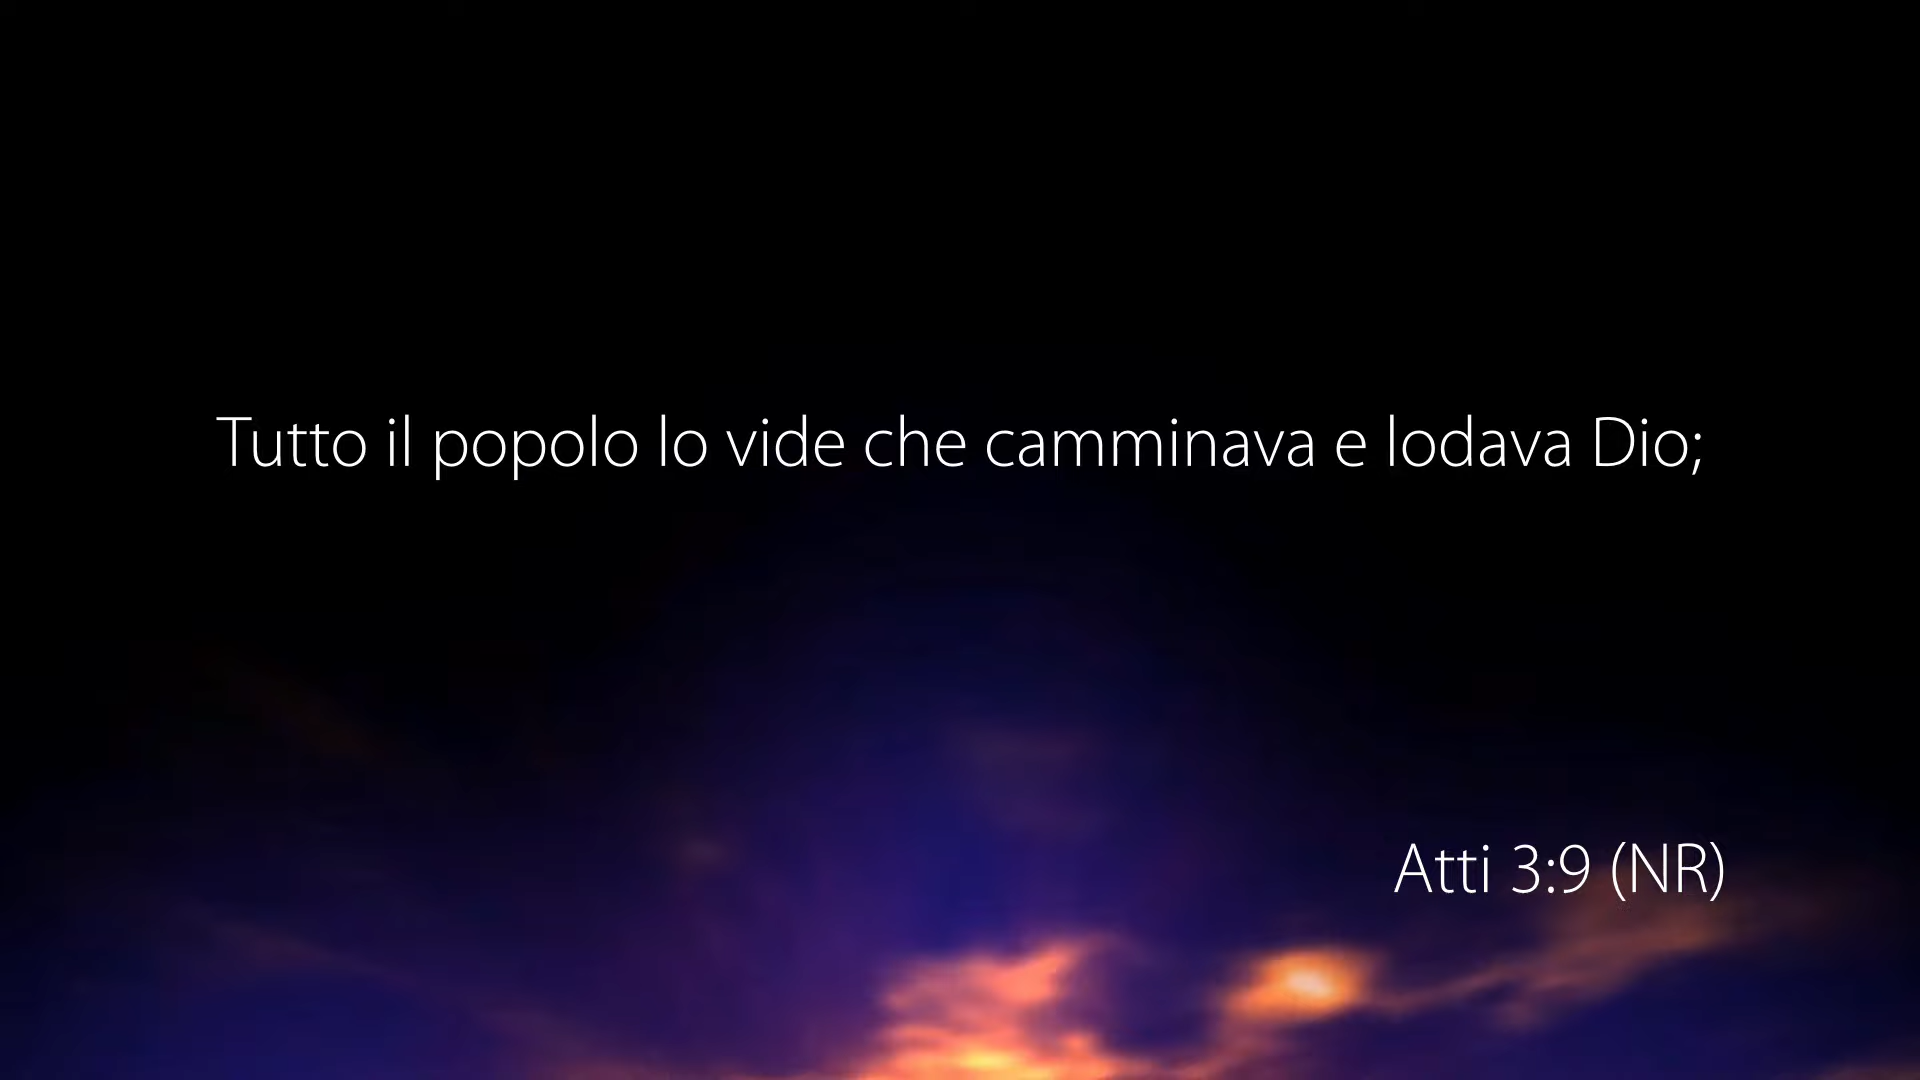 Tutto il popolo lo vide che camminava e lodava Dio;
Atti 3:9 (NR)